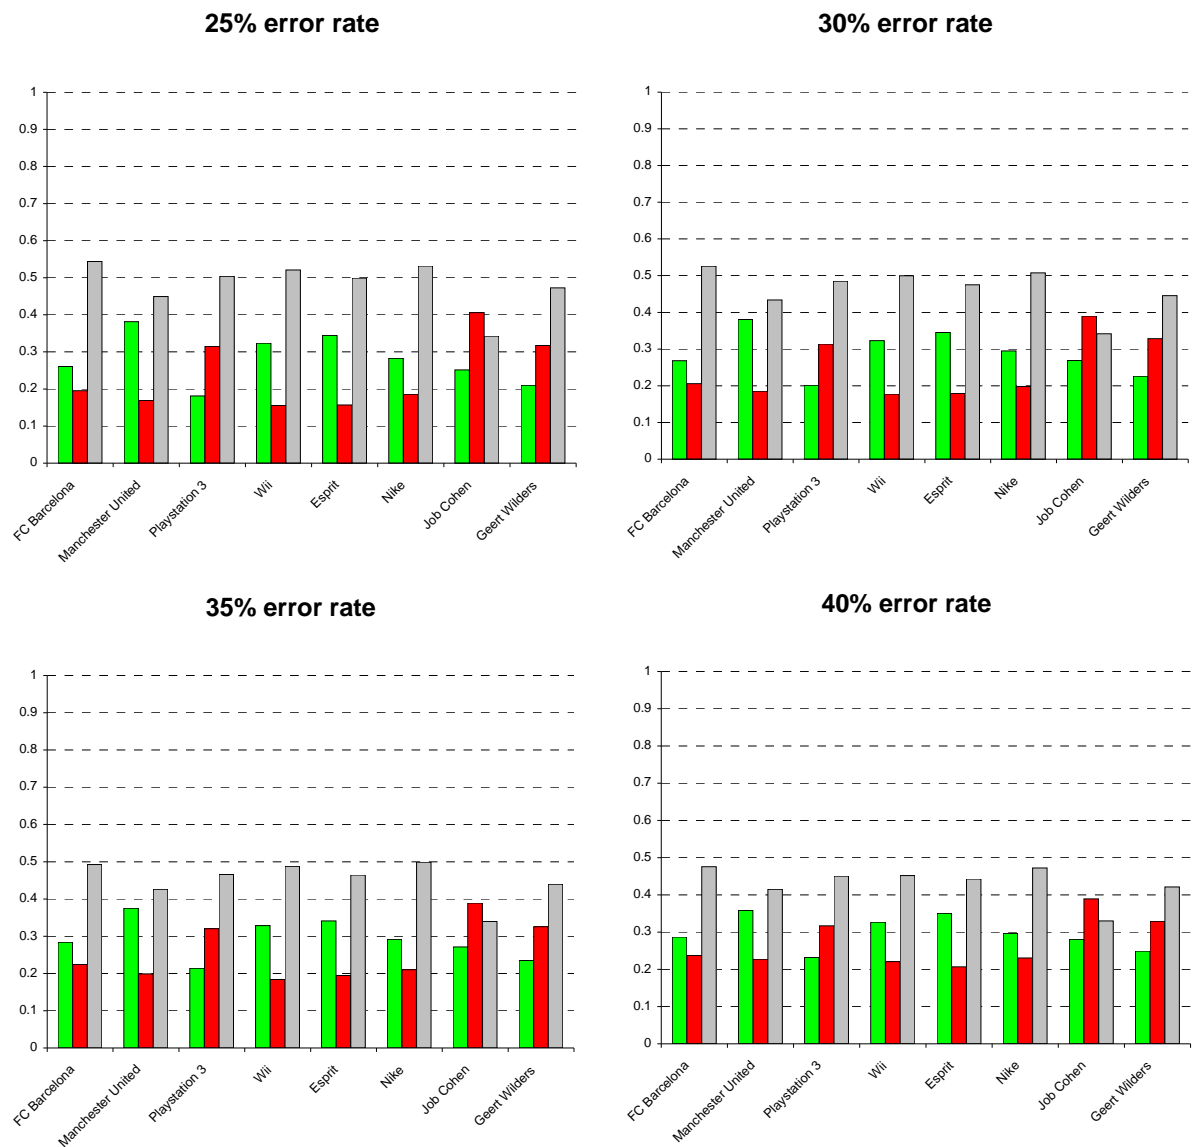 25% error rate
1
0.9
0.8
0.7
0.6
0.5
0.4
0.3
0.2
0.1
0
FC Barcelona
Manchester United
Playstation 3
Wii
Esprit
Nike
Job Cohen
Geert Wilders
30% error rate
1
0.9
0.8
0.7
0.6
0.5
0.4
0.3
0.2
0.1
0
FC Barcelona
Manchester United
Playstation 3
Wii
Esprit
Nike
Job Cohen
Geert Wilders
35% error rate
1
0.9
0.8
0.7
0.6
0.5
0.4
0.3
0.2
0.1
0
FC Barcelona
Manchester United
Playstation 3
Wii
Esprit
Nike
Job Cohen
Geert Wilders
40% error rate
1
0.9
0.8
0.7
0.6
0.5
0.4
0.3
0.2
0.1
0
FC Barcelona
Manchester United
Playstation 3
Wii
Esprit
Nike
Job Cohen
Geert Wilders